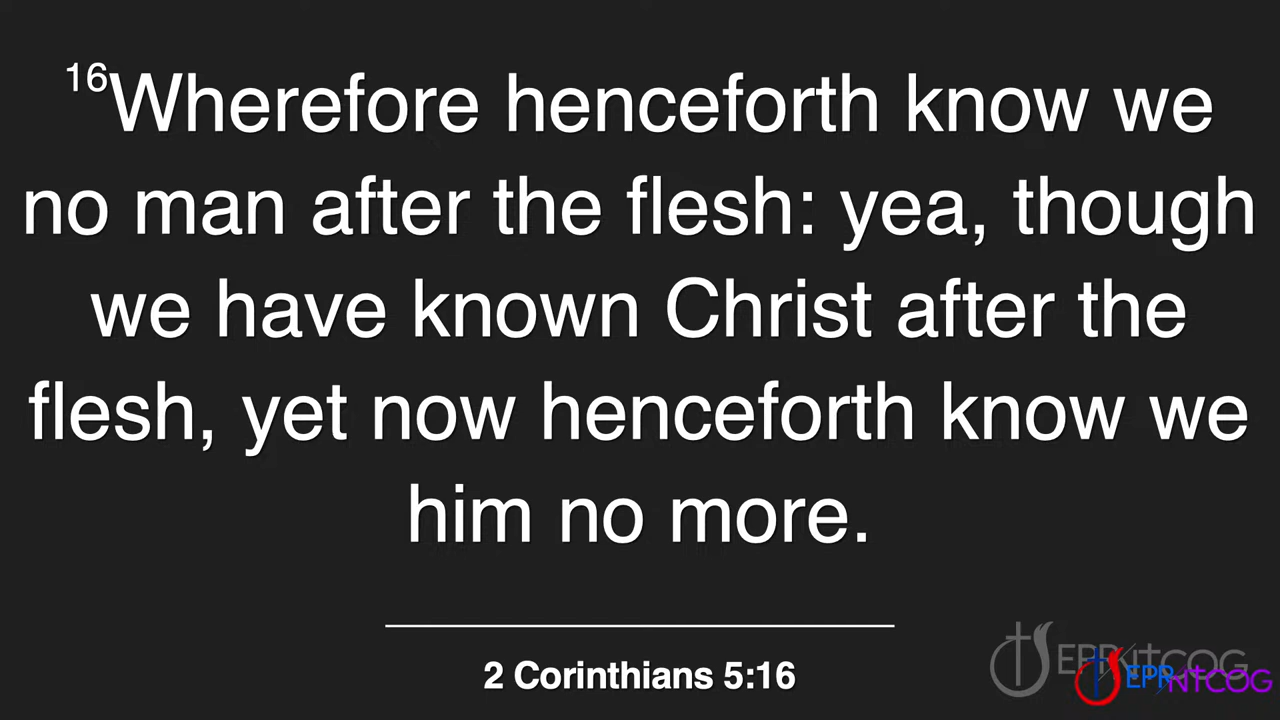 16Wherefore henceforth know we
no man after the flesh: yea, though
we have known Christ after the
flesh, yet now henceforth know we
him no more.
2 Corinthians 5:16